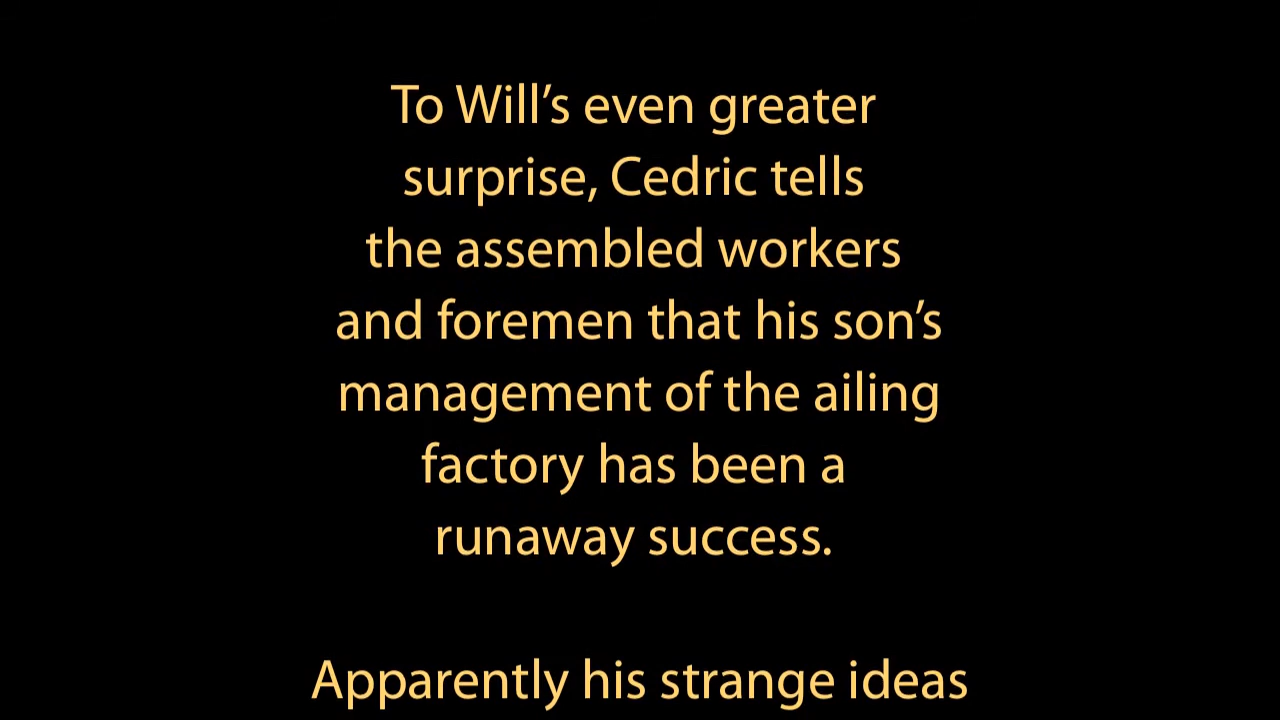 To Will’s even greater
surprise, Cedric tells
the assembled workers
and foremen that his son’s
management of the ailing
factory has been a
runaway success.
Apparently his strange ideas